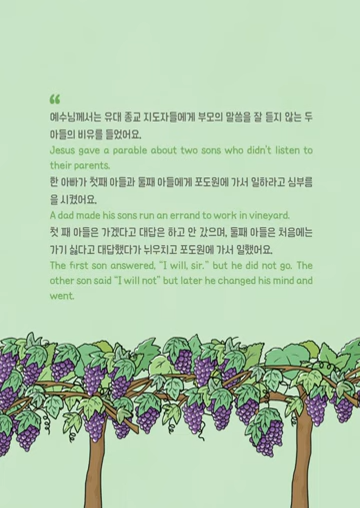 “
예수님께서는 유대 종교 지도자들에게 부모의 말씀을 잘 듣지 않는 두
아들의 비유를 들었어요.
Jesus gave a parable about two sons who didn't listen to
their parents.
한 아빠가 첫째 아들과 둘째 아들에게 포도원에 가서 일하라고 심부름
을 시켰어요.
A dad made his sons run an errand to work in vineyard.
첫 째 아들은 가겠다고 대답은 하고 안 갔으며, 둘째 아들은 처음에는
가기 싫다고 대답했다가 뉘우치고 포도원에 가서 일했어요.
The first son answered, "I will, sir." but he did not go. The
other son said "I will not" but later he changed his mind and
went.